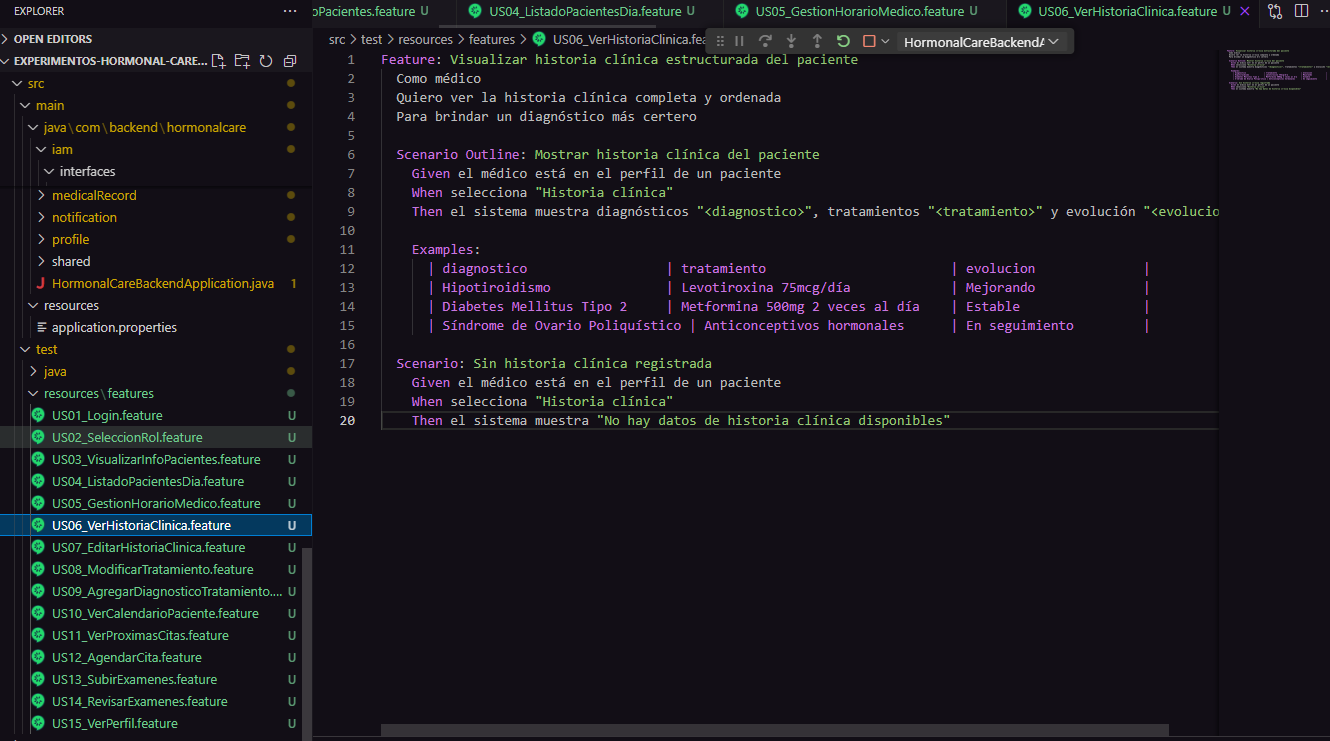 EXPLORER
oPacientes.feature U
US04_ListadoPacientesDia.feature U
US05_GestionHorarioMedico.feature U
US06_VerHistoriaClinica.feature U
OPEN EDITORS
EXPERIMENTOS-HORMONAL-CARE...
src
main
java\com\backend\hormonalcare
iam
interfaces
medicalRecord
notification
profile
shared
HormonalCareBackendApplication.java 1
resources
application.properties
test
java
resources\features
US01_Login.feature U
US02_SeleccionRol.feature U
US03_VisualizarInfoPacientes.feature U
US04_ListadoPacientesDia.feature U
US05_GestionHorarioMedico.feature U
US06_VerHistoriaClinica.feature U
US07_EditarHistoriaClinica.feature U
US08_ModificarTratamiento.feature U
US09_AgregarDiagnosticoTratamiento.... U
US10_VerCalendarioPaciente.feature U
US11_VerProximasCitas.feature U
US12_AgendarCita.feature U
US13_SubirExamenes.feature U
US14_RevisarExamenes.feature U
US15_VerPerfil.feature U
src > test > resources > features > US06_VerHistoriaClinica.fea
HormonalCareBackendA
1 Feature: Visualizar historia clínica estructurada del paciente
2 Como médico
3 Quiero ver la historia clínica completa y ordenada
4 Para brindar un diagnóstico más certero
5
6 Scenario Outline: Mostrar historia clínica del paciente
7 Given el médico está en el perfil de un paciente
8 When selecciona "Historia clínica"
9 Then el sistema muestra diagnósticos "<diagnostico>", tratamientos "<tratamiento>" y evolución "<evolucio
10
11 Examples:
12 | diagnostico | tratamiento | evolucion |
13 | Hipotiroidismo | Levotiroxina 75mcg/día | Mejorando |
14 | Diabetes Mellitus Tipo 2 | Metformina 500mg 2 veces al día | Estable |
15 | Síndrome de Ovario Poliquístico | Anticonceptivos hormonales | En seguimiento |
16
17 Scenario: Sin historia clínica registrada
18 Given el médico está en el perfil de un paciente
19 When selecciona "Historia clínica"
20 Then el sistema muestra "No hay datos de historia clínica disponibles"